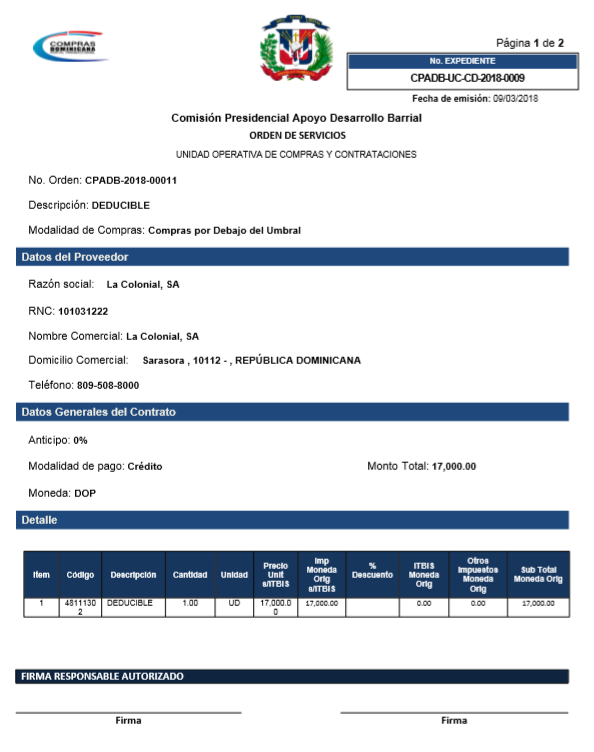 COMPRAS
DOMINICANA
Página 1 de 2
No. EXPEDIENTE
CPADB-UC-CD-2018-0009
Fecha de emisión: 09/03/2018
Comisión Presidencial Apoyo Desarrollo Barrial
ORDEN DE SERVICIOS
UNIDAD OPERATIVA DE COMPRAS Y CONTRATACIONES
No. Orden: CPADB-2018-00011
Descripción: DEDUCIBLE
Modalidad de Compras: Compras por Debajo del Umbral
Datos del Proveedor
Razón social: La Colonial, SA
RNC: 101031222
Nombre Comercial: La Colonial, SA
Domicilio Comercial: Sarasora , 10112 - , REPÚBLICA DOMINICANA
Teléfono: 809-508-8000
Datos Generales del Contrato
Anticipo: 0%
Modalidad de pago: Crédito Monto Total: 17,000.00
Moneda: DOP
Detalle
Item Código Descripción Cantidad Unidad Precio Unit s/ITBIS Imp Moneda Orig s/ITBIS % Descuento ITBIS Moneda Orig Otros Impuestos Moneda Orig Sub Total Moneda Orig
1 48111302 DEDUCIBLE 1.00 UD 17,000.00 17,000.00 0.00 0.00 17,000.00
FIRMA RESPONSABLE AUTORIZADO
Firma Firma